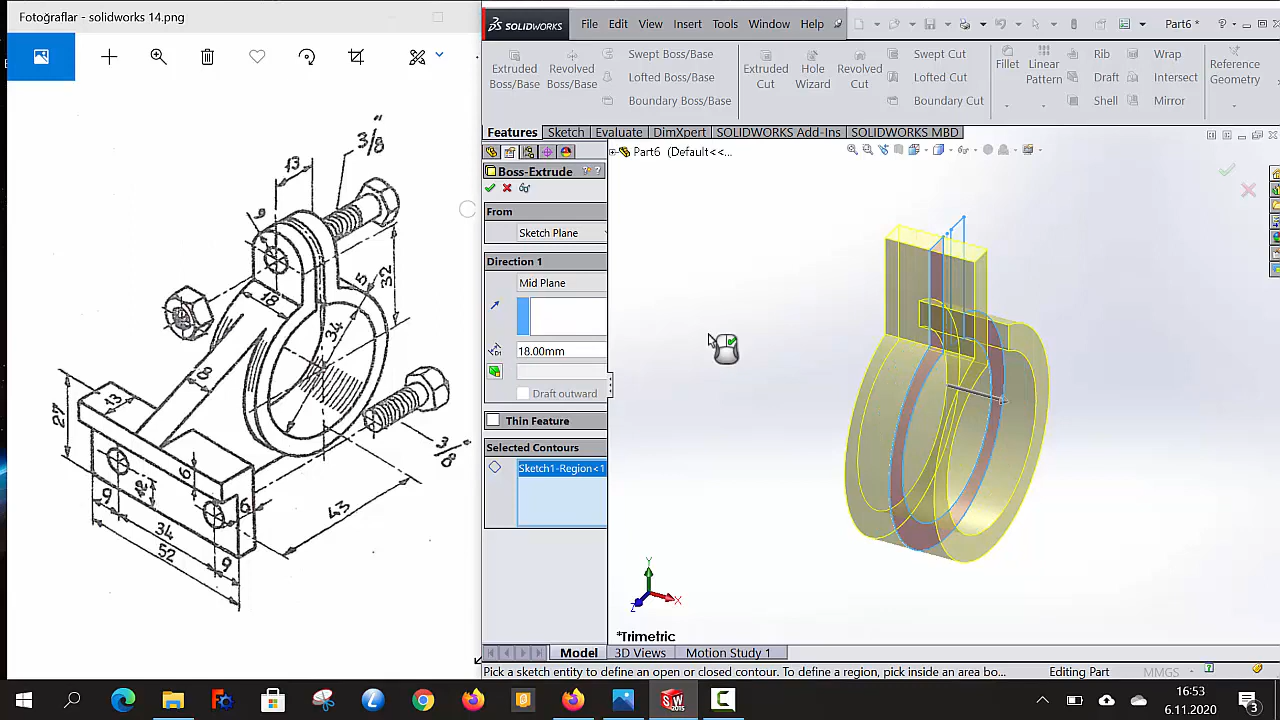 Fotoğraflar - solidworks 14.png
SOLIDWORKS
File Edit View Insert Tools Window Help
Part6
Extruded Boss/Base
Revolved Boss/Base
Swept Boss/Base
Lofted Boss/Base
Boundary Boss/Base
Extruded Cut
Hole Wizard
Revolved Cut
Swept Cut
Lofted Cut
Boundary Cut
Fillet
Linear Pattern
Rib
Draft
Shell
Wrap
Intersect
Mirror
Reference Geometry
Features Sketch Evaluate DimXpert SOLIDWORKS Add-Ins SOLIDWORKS MBD
Part6 (Default<<...
Boss-Extrude
From
Sketch Plane
Direction 1
Mid Plane
18.00mm
Draft outward
Thin Feature
Selected Contours
Sketch1-Region<1
3/8"
13
9
32
5
18
34
8
13
27
3/8"
6
6
9
34
43
52
9
Y
X
Z
*Trimetric
Model 3D Views Motion Study 1
Pick a sketch entity to define an open or closed contour. To define a region, pick inside an area bo... Editing Part MMGS
16:53
6.11.2020
3